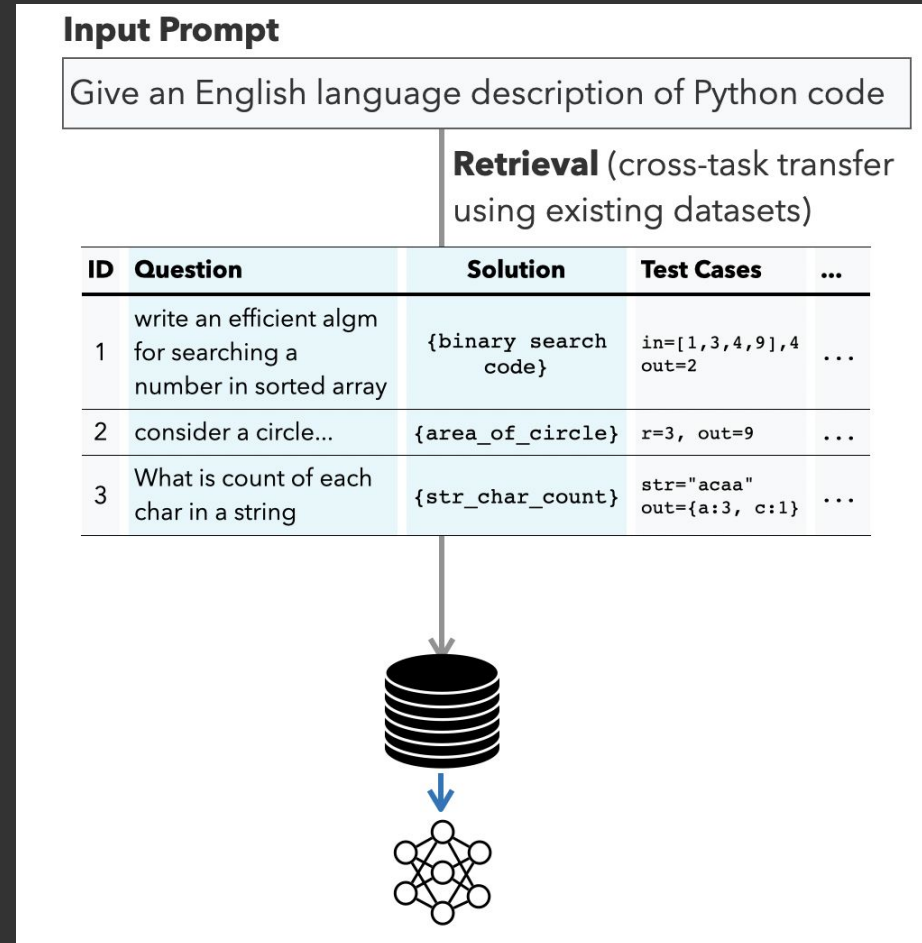 Input Prompt
Give an English language description of Python code
Retrieval (cross-task transfer
using existing datasets)
ID Question Solution Test Cases ...
write an efficient algm
1 for searching a
number in sorted array
{binary search
code}
in=[1,3,4,9],4
out=2
...
2 consider a circle... {area_of_circle} r=3, out=9 ...
What is count of each
3 char in a string
{str_char_count}
str="acaa"
out={a:3, c:1}
...